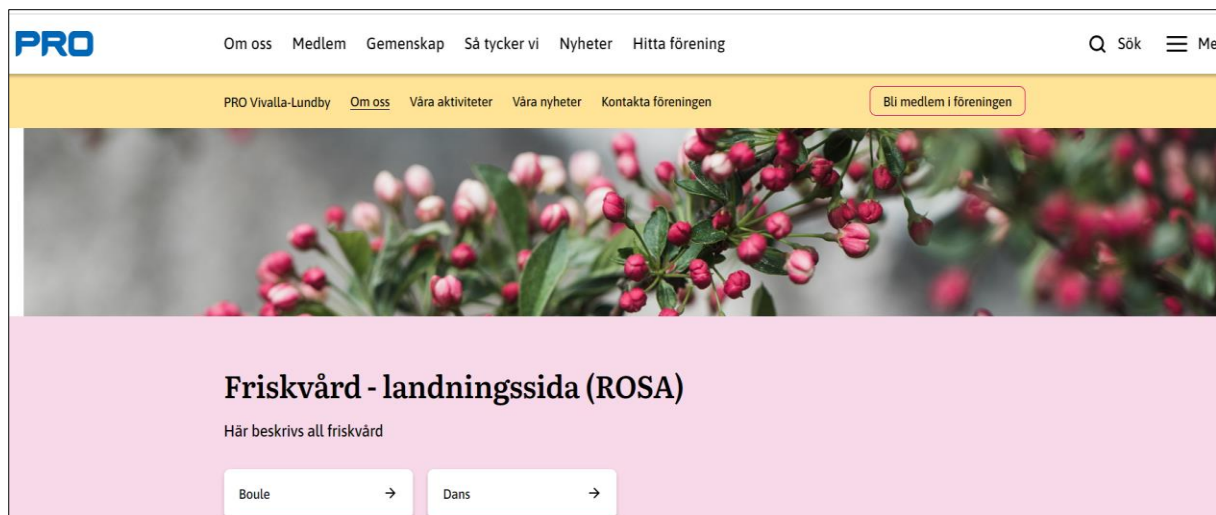 PRO Om oss Medlem Gemenskap Så tycker vi Nyheter Hitta förening Sök
PRO Vivalla-Lundby Om oss Våra aktiviteter Våra nyheter Kontakta föreningen Bli medlem i föreningen
Friskvård - landningssida (ROSA)
Här beskrivs all friskvård
Boule Dans